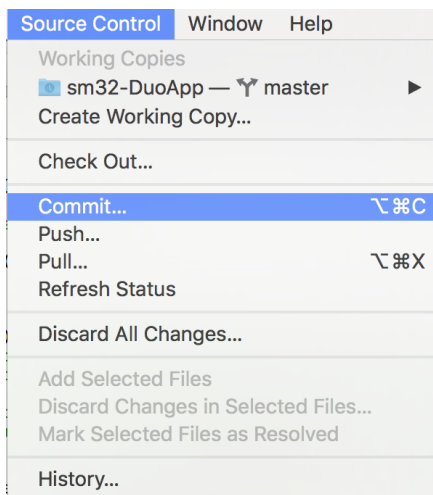 Source Control Window Help
Working Copies
sm32-DuoApp — master
Create Working Copy...
Check Out...
Commit... ⌥⌘C
Push...
Pull... ⌥⌘X
Refresh Status
Discard All Changes...
Add Selected Files
Discard Changes in Selected Files...
Mark Selected Files as Resolved
History...